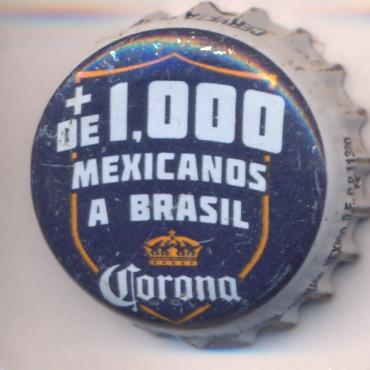 + DE 1,000
MEXICANOS
A BRASIL
Corona